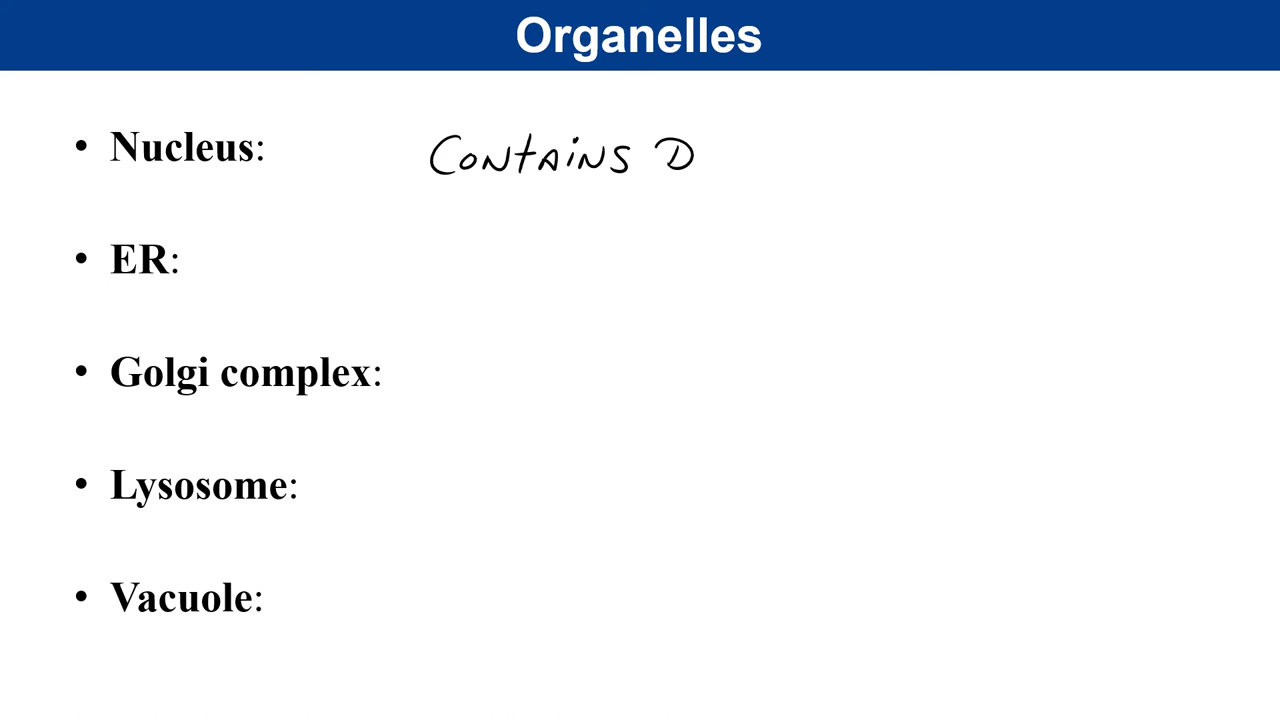 Organelles
• Nucleus: Contains D
• ER:
• Golgi complex:
• Lysosome:
• Vacuole: